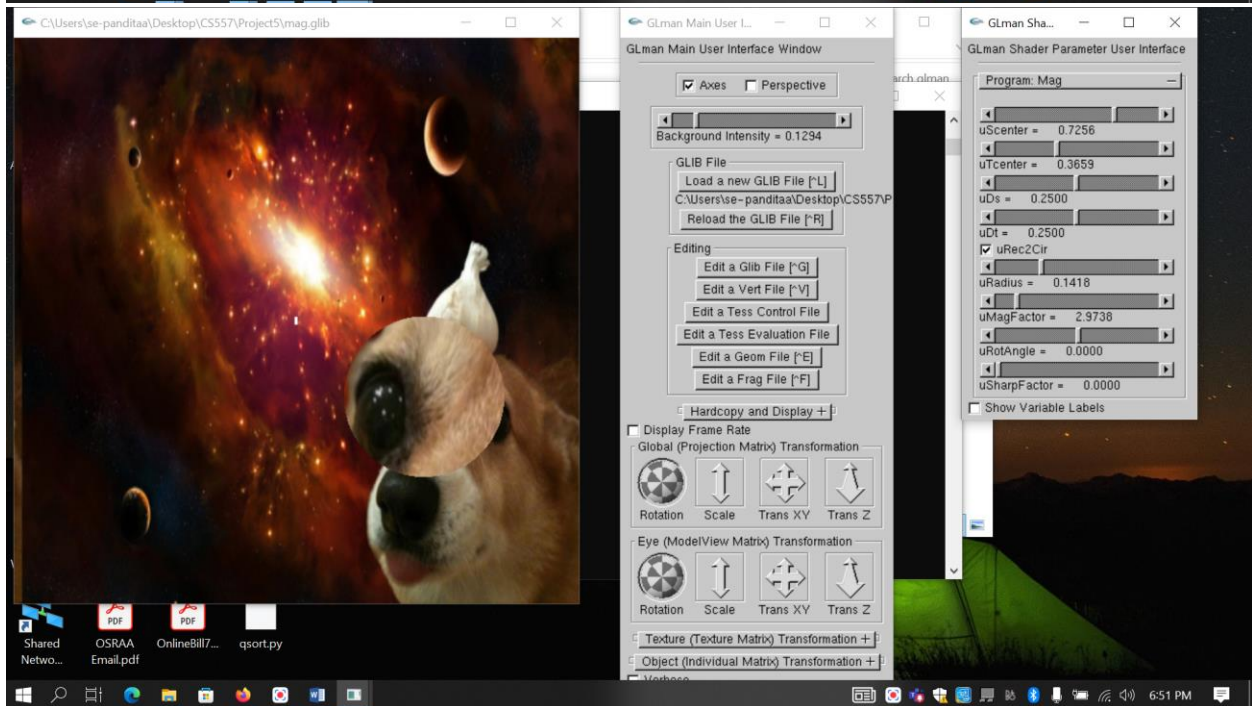 C:\Users\se-panditaa\Desktop\CS557\Project5\mag.glib
GLman Main User I...
GLman Main User Interface Window
Axes Perspective
Background Intensity = 0.1294
GLIB File
Load a new GLIB File [^L]
C:\Users\se-panditaa\Desktop\CS557\P
Reload the GLIB File [^R]
Editing
Edit a Glib File [^G]
Edit a Vert File [^V]
Edit a Tess Control File
Edit a Tess Evaluation File
Edit a Geom File [^E]
Edit a Frag File [^F]
Hardcopy and Display +
Display Frame Rate
Global (Projection Matrix) Transformation
Rotation Scale Trans XY Trans Z
Eye (ModelView Matrix) Transformation
Rotation Scale Trans XY Trans Z
Texture (Texture Matrix) Transformation +
Object (Individual Matrix) Transformation +
Verbose
arch glman
GLman Sha...
GLman Shader Parameter User Interface
Program: Mag
uScenter = 0.7256
uTcenter = 0.3659
uDs = 0.2500
uDt = 0.2500
uRec2Cir
uRadius = 0.1418
uMagFactor = 2.9738
uRotAngle = 0.0000
uSharpFactor = 0.0000
Show Variable Labels
Shared
Netwo...
PDF
OSRAA
Email.pdf
PDF
OnlineBill7...
qsort.py
6:51 PM